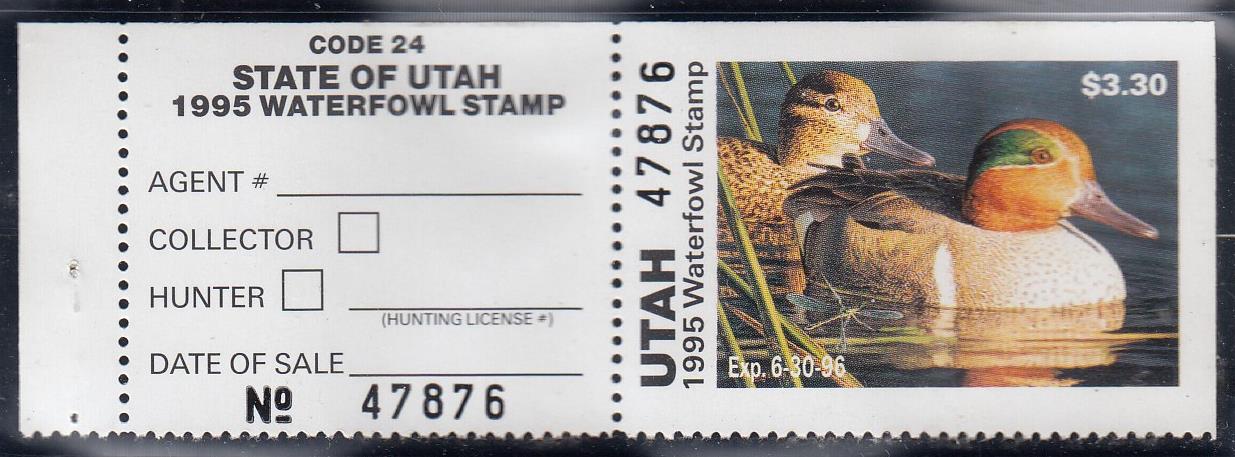 CODE 24
STATE OF UTAH
1995 WATERFOWL STAMP
AGENT #
COLLECTOR
HUNTER
(HUNTING LICENSE #)
DATE OF SALE
Nº 47876
UTAH 47876
1995 Waterfowl Stamp
$3.30
Exp. 6-30-96